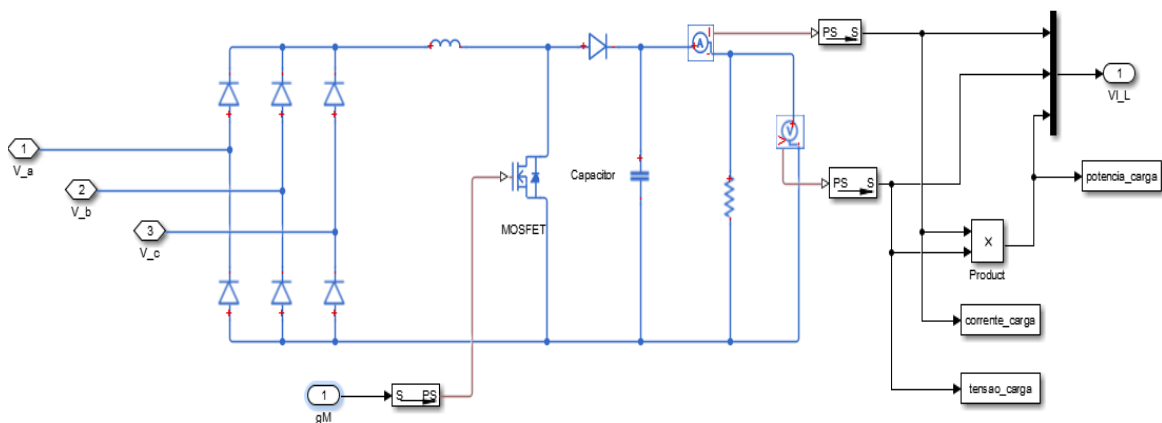 A
PS S
1
VI_L
1
V_a
V
2
V_b
Capacitor
PS S
potencia_carga
3
V_c
MOSFET
X
Product
corrente_carga
1
gM
S PS
tensao_carga